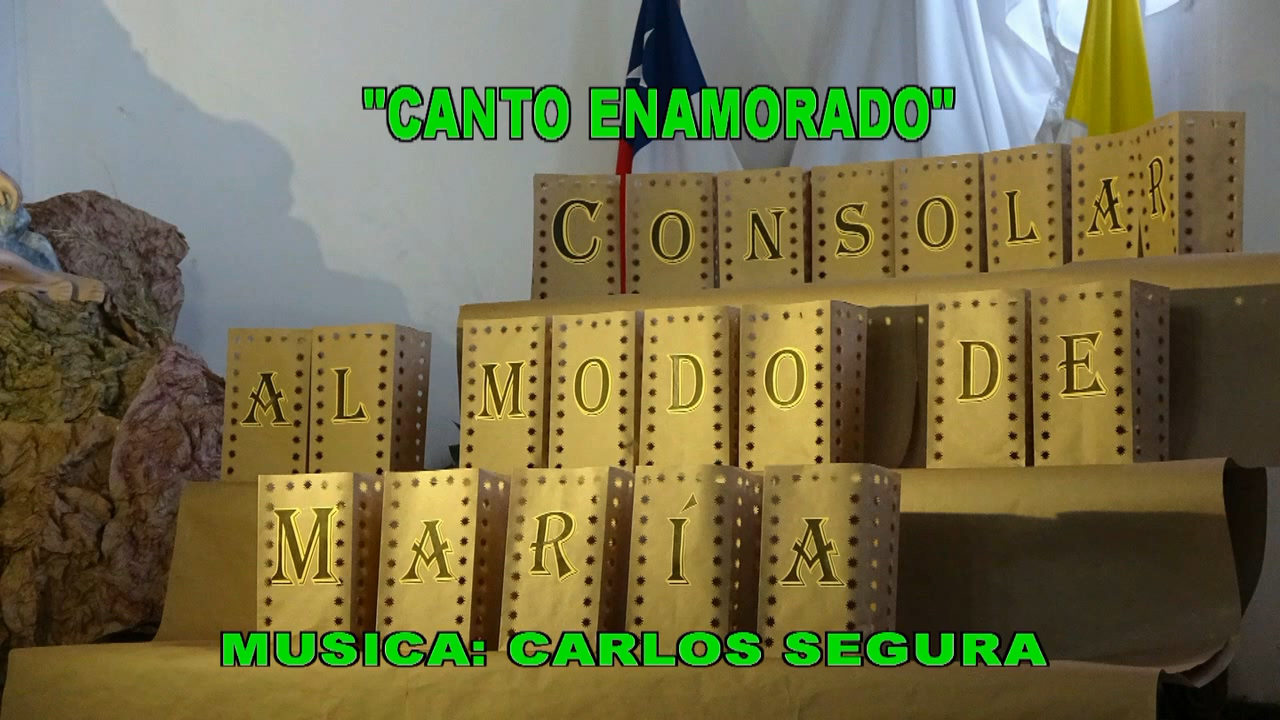 "CANTO ENAMORADO"
CONSOLAR
AL MODO DE
MARÍA
MUSICA: CARLOS SEGURA